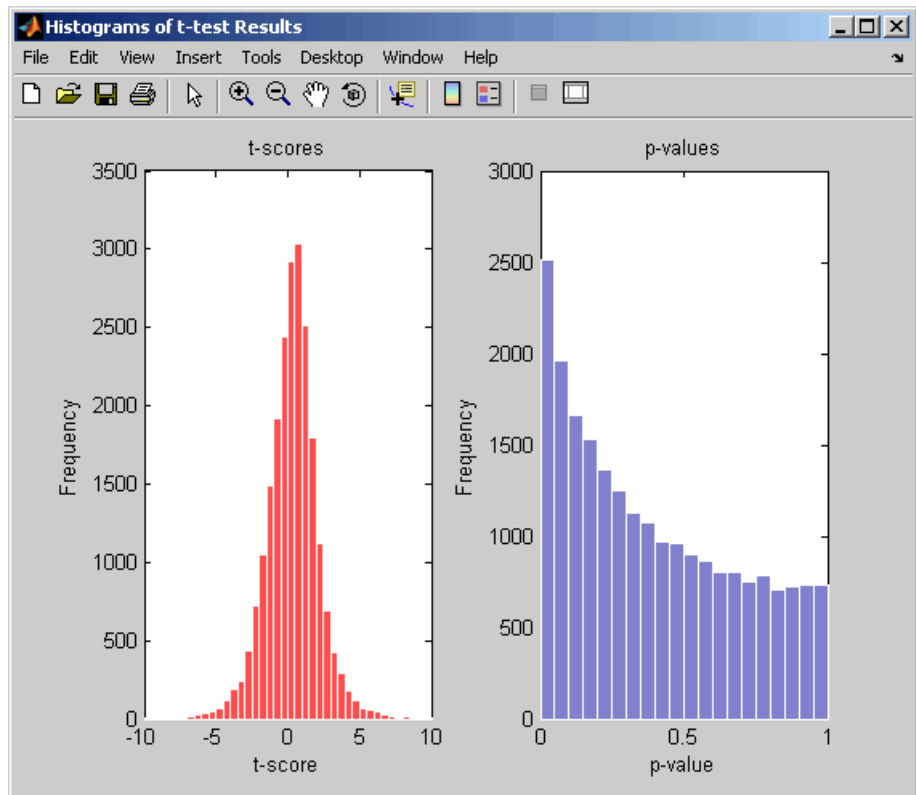 Histograms of t-test Results
File Edit View Insert Tools Desktop Window Help
t-scores
3500
3000
2500
2000
1500
1000
500
0
Frequency
-10 -5 0 5 10
t-score
p-values
3000
2500
2000
1500
1000
500
0
Frequency
0 0.5 1
p-value